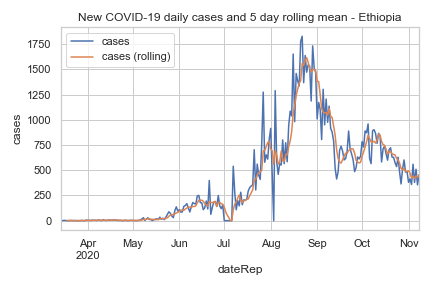 New COVID-19 daily cases and 5 day rolling mean - Ethiopia
cases
cases (rolling)
1750
1500
1250
1000
750
500
250
0
cases
Apr
2020
May
Jun
Jul
Aug
Sep
Oct
Nov
dateRep